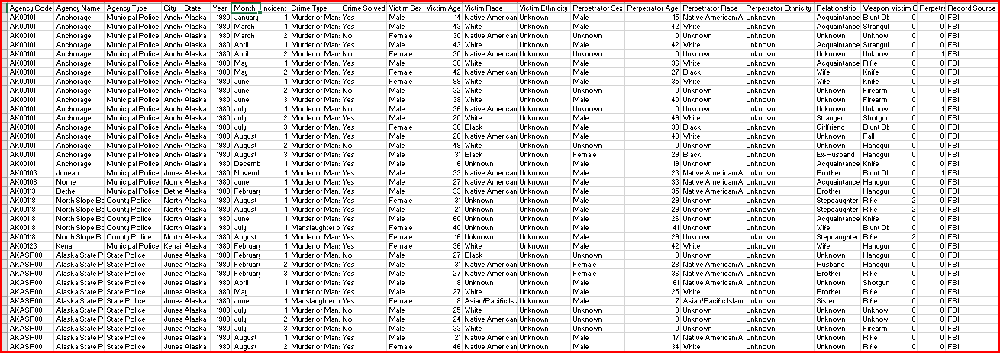 Agency Code Agency Name Agency Type City State Year Month Incident Crime Type Crime Solved Victim Sex Victim Age Victim Race Victim Ethnicity Perpetrator Sex Perpetrator Age Perpetrator Race Perpetrator Ethnicity Relationship Weapon Victim C Perpetra Record Source
AK00101 Anchorage Municipal Police Ancho Alaska 1980 January 1 Murder or Man: Yes Male 14 Native American Unknown Male 15 Native American/A Unknown Acquaintance Blunt Ob 0 0 FBI
AK00101 Anchorage Municipal Police Ancho Alaska 1980 March 1 Murder or Man: Yes Male 43 White Unknown Male 42 White Unknown Acquaintance Strangul 0 0 FBI
AK00101 Anchorage Municipal Police Ancho Alaska 1980 March 2 Murder or Man: No Female 30 Native American Unknown Unknown 0 Unknown Unknown Unknown Unknow 0 0 FBI
AK00101 Anchorage Municipal Police Ancho Alaska 1980 April 1 Murder or Man: Yes Male 43 White Unknown Male 42 White Unknown Acquaintance Strangul 0 0 FBI
AK00101 Anchorage Municipal Police Ancho Alaska 1980 April 2 Murder or Man: No Female 30 Native American Unknown Unknown 0 Unknown Unknown Unknown Unknow 0 1 FBI
AK00101 Anchorage Municipal Police Ancho Alaska 1980 May 1 Murder or Man: Yes Male 30 White Unknown Male 36 White Unknown Acquaintance Rifle 0 0 FBI
AK00101 Anchorage Municipal Police Ancho Alaska 1980 May 2 Murder or Man: Yes Female 42 Native American Unknown Male 27 Black Unknown Wife Knife 0 0 FBI
AK00101 Anchorage Municipal Police Ancho Alaska 1980 June 1 Murder or Man: Yes Female 99 White Unknown Male 35 White Unknown Wife Knife 0 0 FBI
AK00101 Anchorage Municipal Police Ancho Alaska 1980 June 2 Murder or Man: No Male 32 White Unknown Unknown 0 Unknown Unknown Unknown Firearm 0 0 FBI
AK00101 Anchorage Municipal Police Ancho Alaska 1980 June 3 Murder or Man: Yes Male 38 White Unknown Male 40 Unknown Unknown Unknown Firearm 0 1 FBI
AK00101 Anchorage Municipal Police Ancho Alaska 1980 July 1 Murder or Man: No Male 36 Native American Unknown Unknown 0 Unknown Unknown Unknown Unknow 0 1 FBI
AK00101 Anchorage Municipal Police Ancho Alaska 1980 July 2 Murder or Man: Yes Male 20 White Unknown Male 49 White Unknown Stranger Shotgun 0 0 FBI
AK00101 Anchorage Municipal Police Ancho Alaska 1980 July 3 Murder or Man: Yes Female 36 Black Unknown Male 39 Black Unknown Girlfriend Blunt Ob 0 0 FBI
AK00101 Anchorage Municipal Police Ancho Alaska 1980 August 1 Murder or Man: Yes Male 20 Native American Unknown Male 49 White Unknown Unknown Fall 0 0 FBI
AK00101 Anchorage Municipal Police Ancho Alaska 1980 August 2 Murder or Man: No Male 48 White Unknown Unknown 0 Unknown Unknown Unknown Handgu 0 0 FBI
AK00101 Anchorage Municipal Police Ancho Alaska 1980 August 3 Murder or Man: Yes Male 31 Black Unknown Female 29 Black Unknown Ex-Husband Handgu 0 0 FBI
AK00101 Anchorage Municipal Police Ancho Alaska 1980 Decemb 1 Murder or Man: Yes Male 16 Unknown Unknown Male 19 Unknown Unknown Acquaintance Knife 0 0 FBI
AK00103 Juneau Municipal Police June Alaska 1980 Novemb 1 Murder or Man: Yes Male 33 Native American Unknown Male 23 Native American/A Unknown Brother Blunt Ob 0 1 FBI
AK00106 Nome Municipal Police Nome Alaska 1980 June 1 Murder or Man: Yes Male 27 Native American Unknown Male 33 Native American/A Unknown Acquaintance Handgu 0 0 FBI
AK00113 Bethel Municipal Police Bethe Alaska 1980 Februar 1 Murder or Man: Yes Male 33 Native American Unknown Male 35 Native American/A Unknown Brother Handgu 0 0 FBI
AK00118 North Slope Bo County Police North Alaska 1980 August 1 Murder or Man: Yes Female 31 Unknown Unknown Male 29 Unknown Unknown Stepdaughter Rifle 2 0 FBI
AK00118 North Slope Bo County Police North Alaska 1980 August 1 Murder or Man: Yes Female 21 Unknown Unknown Male 29 Unknown Unknown Stepdaughter Rifle 2 0 FBI
AK00118 North Slope Bo County Police North Alaska 1980 June 1 Murder or Man: Yes Male 60 Unknown Unknown Male 26 Unknown Unknown Acquaintance Knife 0 0 FBI
AK00118 North Slope Bo County Police North Alaska 1980 July 1 Manslaughter b Yes Female 40 Unknown Unknown Male 41 Unknown Unknown Wife Blunt Ob 0 0 FBI
AK00118 North Slope Bo County Police North Alaska 1980 August 1 Murder or Man: Yes Female 16 Unknown Unknown Male 29 Unknown Unknown Stepdaughter Rifle 2 0 FBI
AK00123 Kenai Municipal Police Kenai Alaska 1980 Februar 1 Murder or Man: Yes Female 36 White Unknown Male 42 White Unknown Wife Handgu 0 0 FBI
AKASP00 Alaska State P State Police Junea Alaska 1980 Februar 1 Murder or Man: No Male 27 Black Unknown Unknown 0 Unknown Unknown Unknown Handgu 0 0 FBI
AKASP00 Alaska State P State Police Junea Alaska 1980 Februar 2 Murder or Man: Yes Male 31 Native American Unknown Female 28 Native American/A Unknown Husband Handgu 0 0 FBI
AKASP00 Alaska State P State Police Junea Alaska 1980 Februar 3 Murder or Man: Yes Male 27 Native American Unknown Female 36 Native American/A Unknown Brother Rifle 0 0 FBI
AKASP00 Alaska State P State Police Junea Alaska 1980 April 1 Murder or Man: Yes Male 18 Unknown Unknown Male 61 Native American/A Unknown Unknown Shotgun 0 0 FBI
AKASP00 Alaska State P State Police Junea Alaska 1980 May 1 Murder or Man: Yes Male 27 White Unknown Male 25 White Unknown Brother Rifle 0 0 FBI
AKASP00 Alaska State P State Police Junea Alaska 1980 June 1 Manslaughter b Yes Female 8 Asian/Pacific Isl Unknown Male 7 Asian/Pacific Islanc Unknown Sister Rifle 0 0 FBI
AKASP00 Alaska State P State Police Junea Alaska 1980 July 1 Murder or Man: No Male 25 White Unknown Unknown 0 Unknown Unknown Unknown Unknow 0 0 FBI
AKASP00 Alaska State P State Police Junea Alaska 1980 July 2 Murder or Man: No Male 24 Native American Unknown Unknown 0 Unknown Unknown Unknown Unknow 0 0 FBI
AKASP00 Alaska State P State Police Junea Alaska 1980 July 3 Murder or Man: No Male 33 White Unknown Unknown 0 Unknown Unknown Unknown Firearm 0 0 FBI
AKASP00 Alaska State P State Police Junea Alaska 1980 August 1 Murder or Man: Yes Male 21 Native American Unknown Male 17 Native American/A Unknown Unknown Rifle 0 0 FBI
AKASP00 Alaska State P State Police Junea Alaska 1980 August 2 Murder or Man: Yes Female 46 Native American Unknown Male 34 White Unknown Unknown Rifle 0 0 FBI